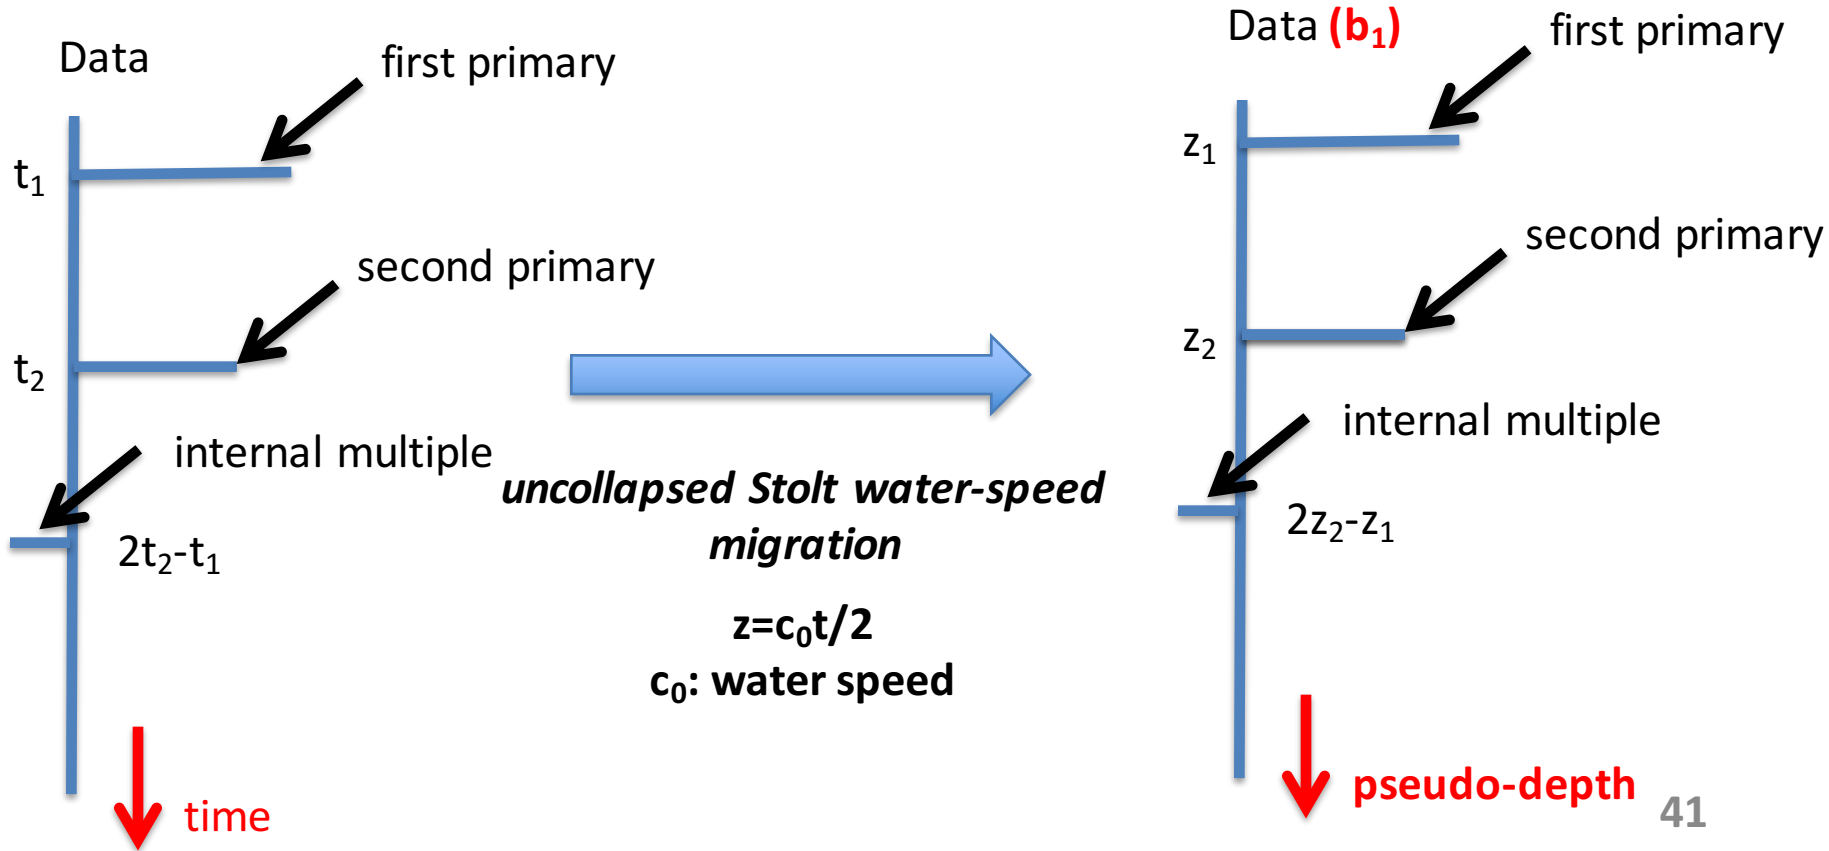 Data
first primary
t₁
second primary
t₂
internal multiple
2t₂-t₁
time
uncollapsed Stolt water-speed
migration
z=c₀t/2
c₀: water speed
Data (b₁)
first primary
z₁
second primary
z₂
internal multiple
2z₂-z₁
pseudo-depth
41